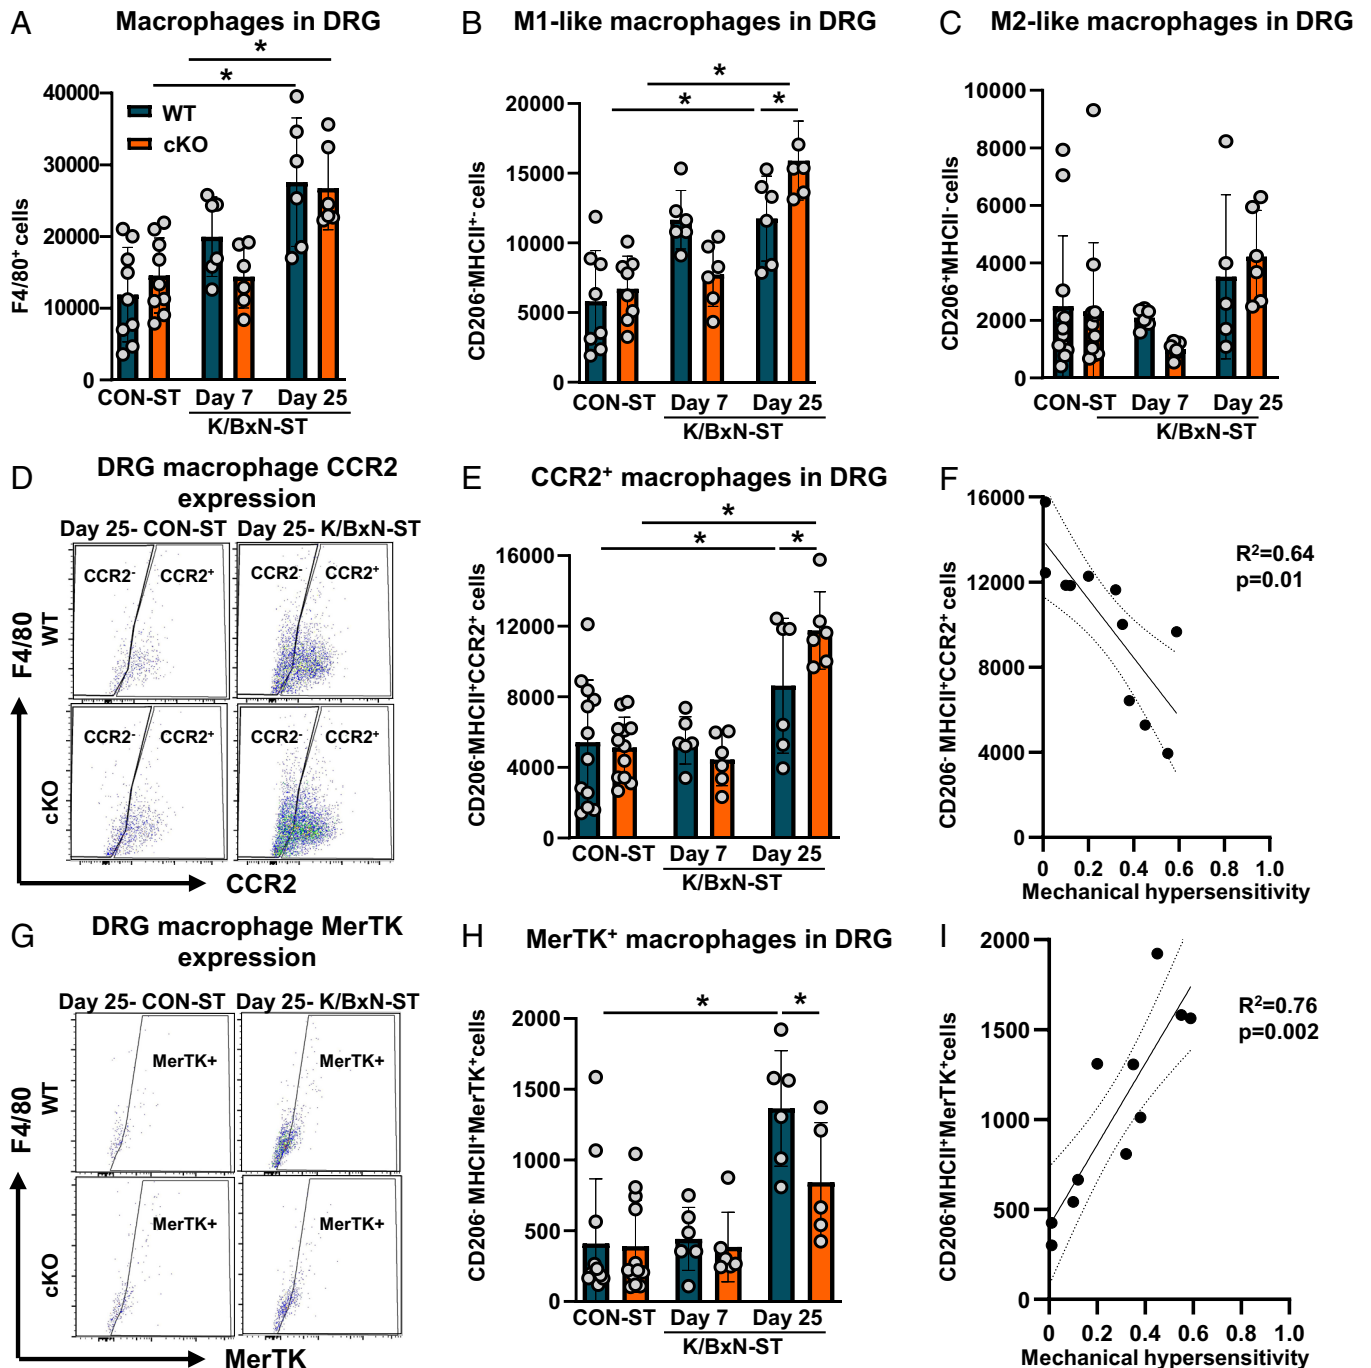 A Macrophages in DRG
*
*
F4/80+ cells
40000
30000
20000
10000
0
WT
cKO
CON-ST Day 7 Day 25
K/BxN-ST
B M1-like macrophages in DRG
*
* *
CD206-MHCII+- cells
20000
15000
10000
5000
0
CON-ST Day 7 Day 25
K/BxN-ST
C M2-like macrophages in DRG
CD206+MHCII- cells
10000
8000
6000
4000
2000
0
CON-ST Day 7 Day 25
K/BxN-ST
D DRG macrophage CCR2
expression
Day 25- CON-ST Day 25- K/BxN-ST
CCR2- CCR2+ CCR2- CCR2+
F4/80
WT
CCR2- CCR2+ CCR2- CCR2+
cKO
CCR2
E CCR2+ macrophages in DRG
*
* *
CD206-MHCII+CCR2+ cells
16000
12000
8000
4000
0
CON-ST Day 7 Day 25
K/BxN-ST
F
CD206- MHCII+CCR2+ cells
16000
12000
8000
4000
0
R2=0.64
p=0.01
0 0.2 0.4 0.6 0.8 1.0
Mechanical hypersensitivity
G DRG macrophage MerTK
expression
Day 25- CON-ST Day 25- K/BxN-ST
MerTK+ MerTK+
F4/80
WT
MerTK+ MerTK+
cKO
MerTK
H MerTK+ macrophages in DRG
* *
CD206- MHCII+MerTK+cells
2000
1500
1000
500
0
CON-ST Day 7 Day 25
K/BxN-ST
I
CD206-MHCII+MerTK+cells
2000
1500
1000
500
0
R2=0.76
p=0.002
0 0.2 0.4 0.6 0.8 1.0
Mechanical hypersensitivity